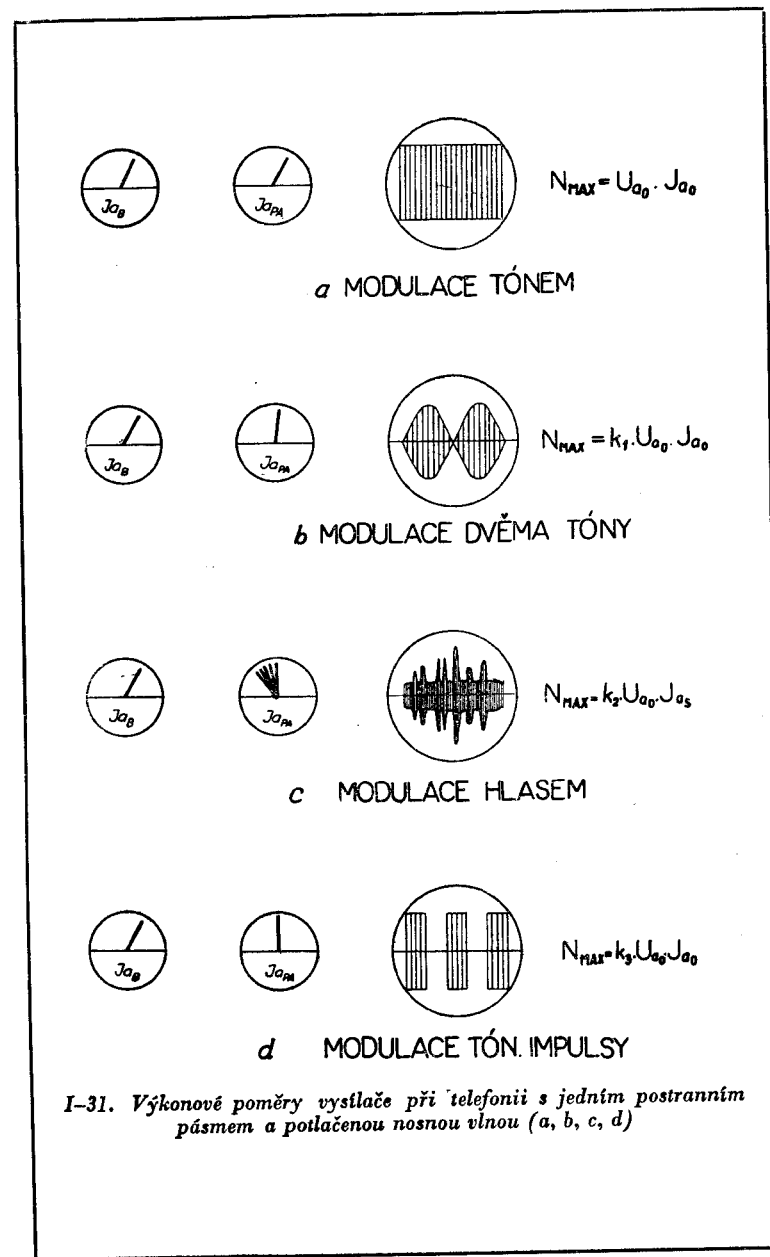 Ja_B Ja_PA N_MAX = U_a0 . J_a0
a MODULACE TÓNEM
Ja_B Ja_PA N_MAX = k_1.U_a0. J_a0
b MODULACE DVĚMA TÓNY
Ja_B Ja_PA N_MAX= k_2.U_a0.J_as
c MODULACE HLASEM
Ja_B Ja_PA N_MAX= k_3.U_a0.J_a0
d MODULACE TÓN. IMPULSY
I–31. Výkonové poměry vysílače při telefonii s jedním postranním
pásmem a potlačenou nosnou vlnou (a, b, c, d)